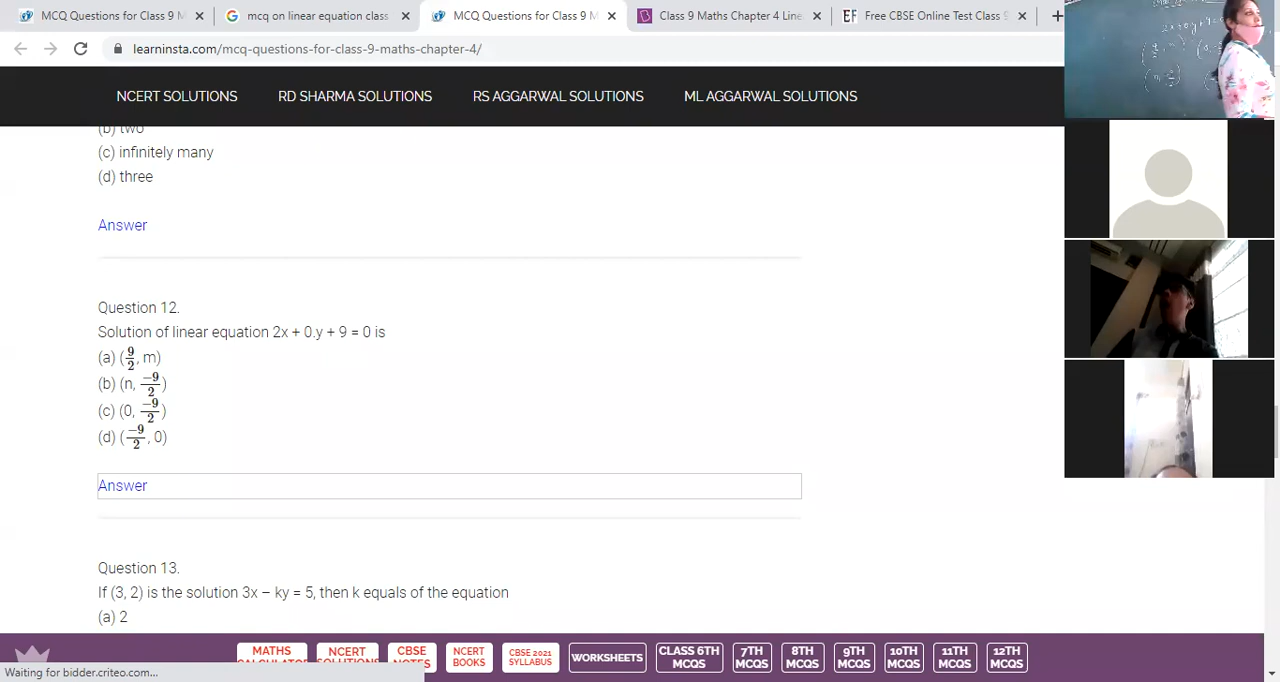 MCQ Questions for Class 9 M
mcq on linear equation class
MCQ Questions for Class 9 M
Class 9 Maths Chapter 4 Line
Free CBSE Online Test Class 9
learninsta.com/mcq-questions-for-class-9-maths-chapter-4/
NCERT SOLUTIONS RD SHARMA SOLUTIONS RS AGGARWAL SOLUTIONS ML AGGARWAL SOLUTIONS
(b) two
(c) infinitely many
(d) three
Answer
Question 12.
Solution of linear equation 2x + 0.y + 9 = 0 is
(a) (9/2, m)
(b) (n, −9/2)
(c) (0, −9/2)
(d) (−9/2, 0)
Answer
Question 13.
If (3, 2) is the solution 3x – ky = 5, then k equals of the equation
(a) 2
MATHS CALCULATOR
NCERT SOLUTIONS
CBSE NOTES
NCERT BOOKS
CBSE 2021 SYLLABUS
WORKSHEETS
CLASS 6TH MCQS
7TH MCQS
8TH MCQS
9TH MCQS
10TH MCQS
11TH MCQS
12TH MCQS
Waiting for bidder.criteo.com...